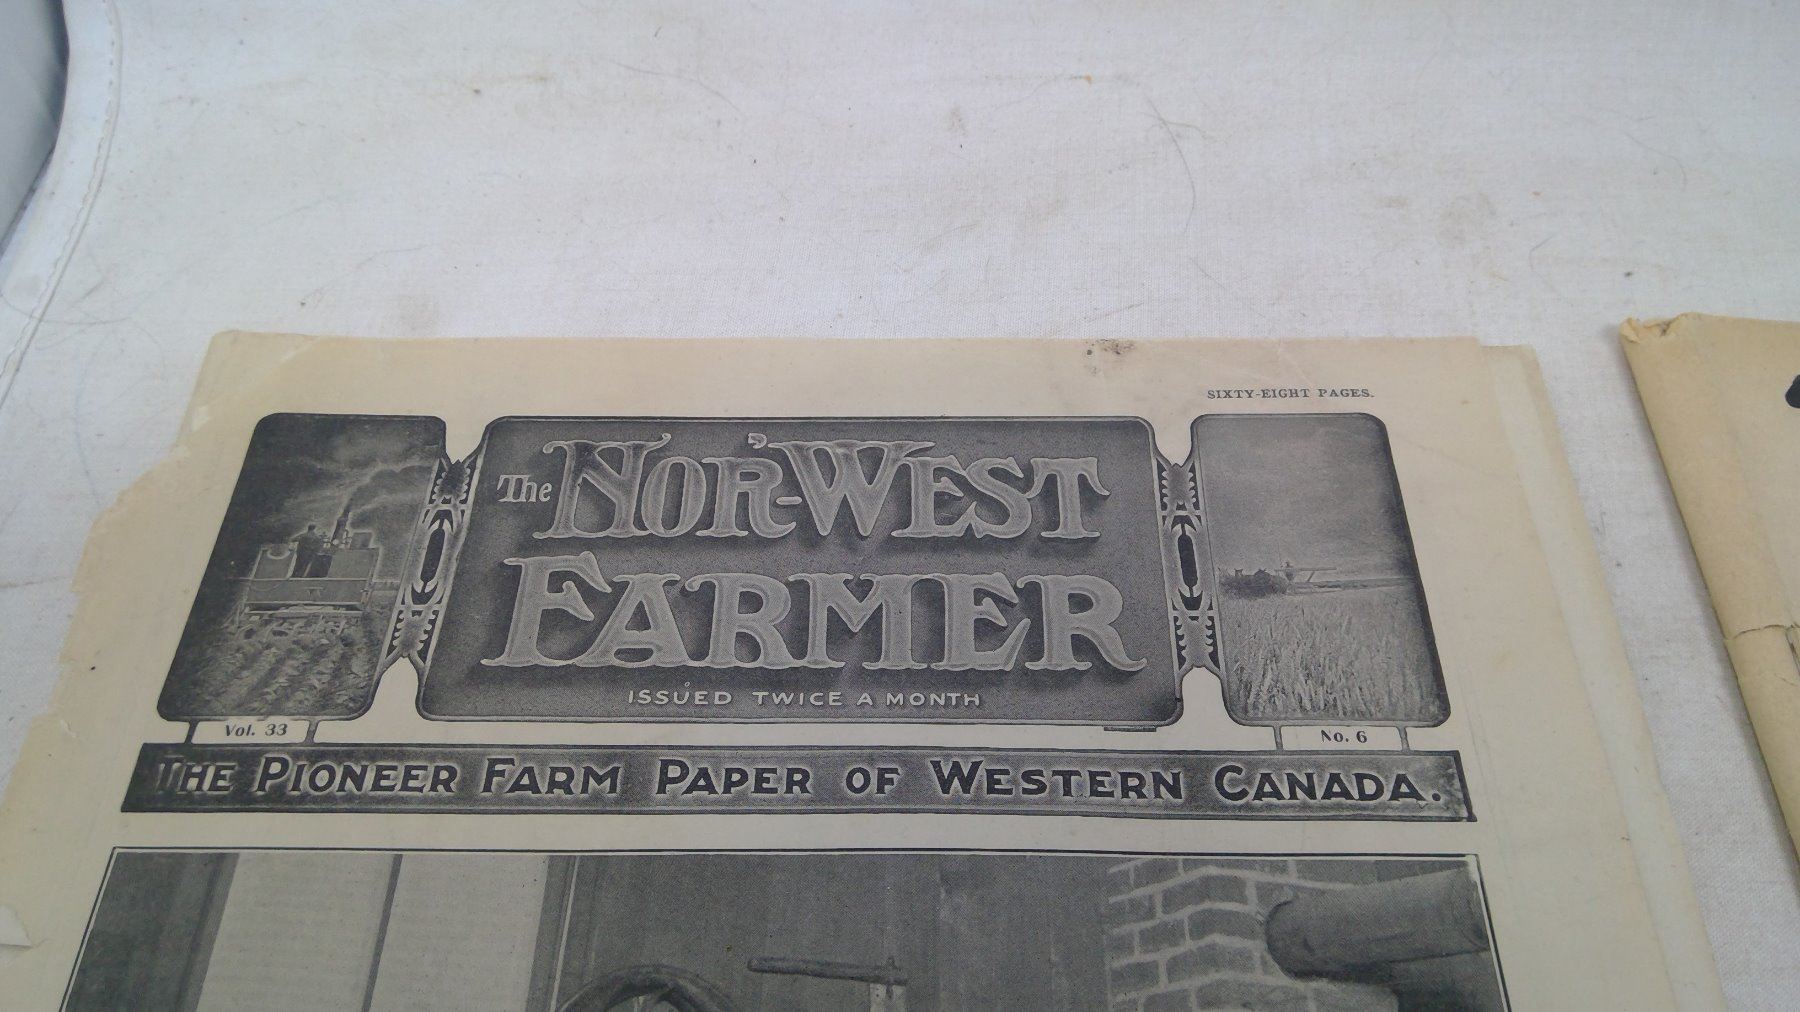 SIXTY-EIGHT PAGES.
The NOR'-WEST
FARMER
ISSUED TWICE A MONTH
Vol. 33
No. 6
THE PIONEER FARM PAPER OF WESTERN CANADA.